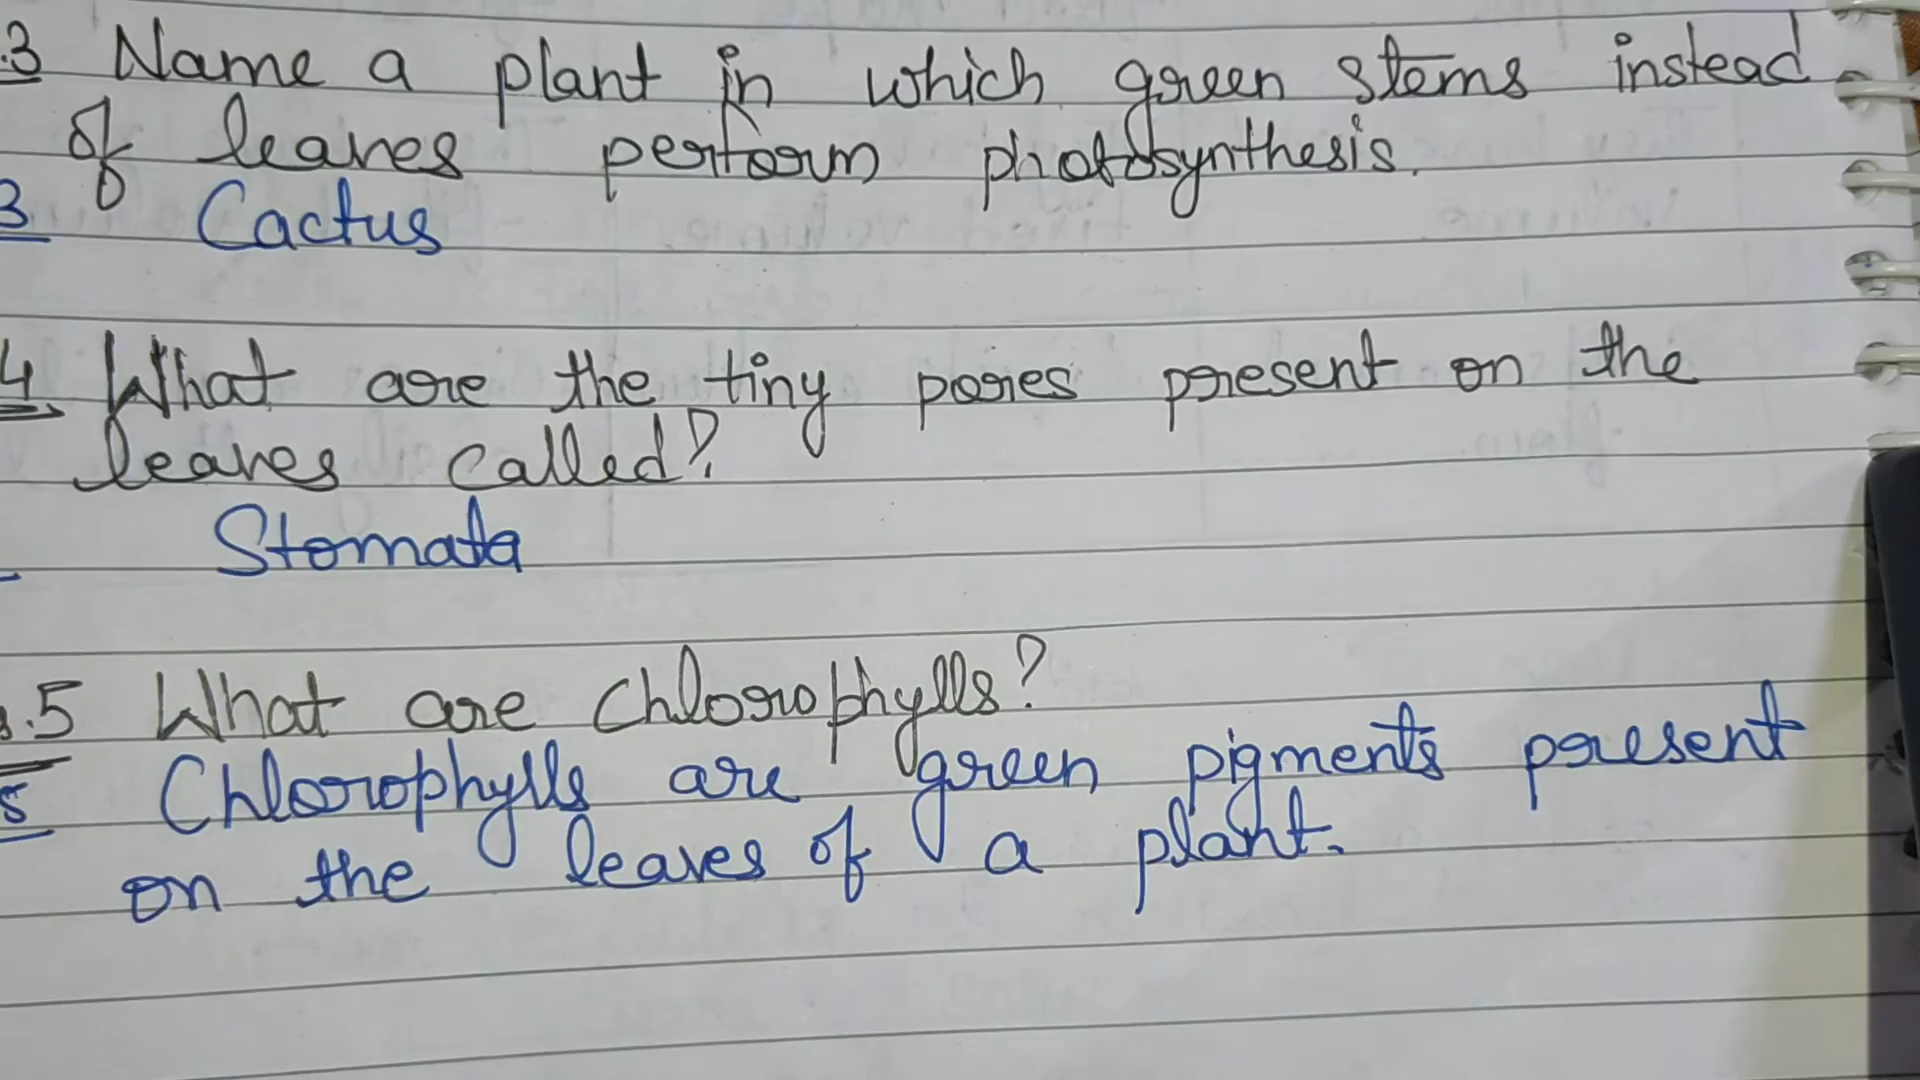 .3 Name a plant in which green stems instead
of leaves perform photosynthesis.
3 Cactus
4. What are the tiny pores present on the
leaves called?
Stomata
.5 What are Chlorophylls?
5 Chlorophylls are green pigments present
on the leaves of a plant.